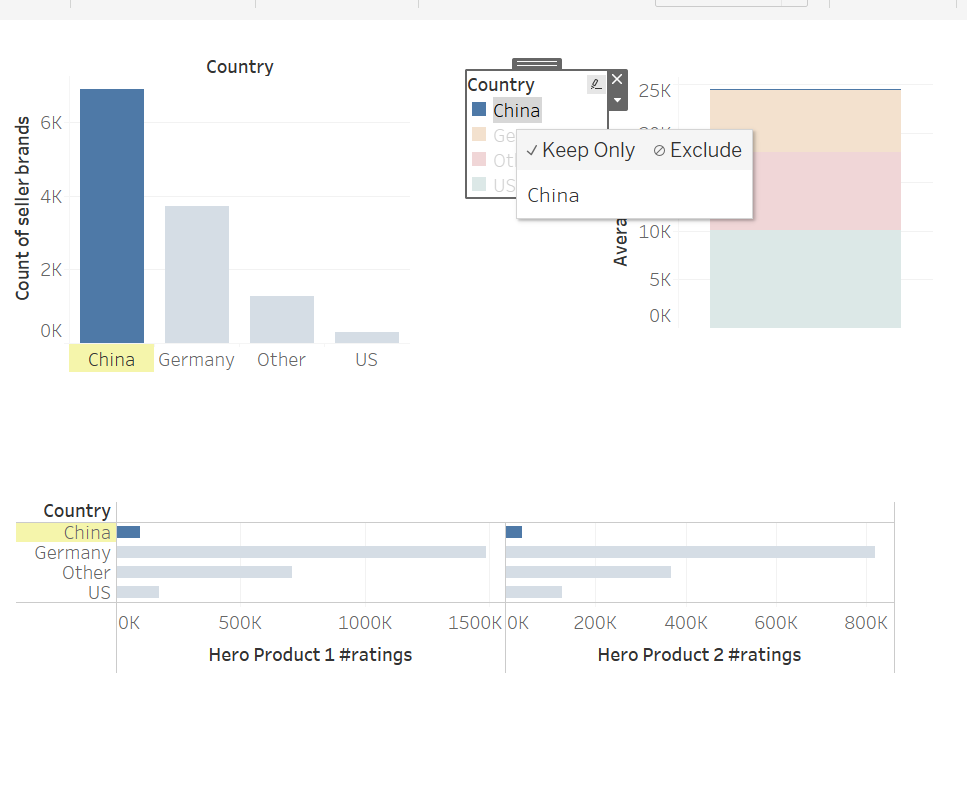 Country
Count of seller brands
6K
4K
2K
0K
China
Germany
Other
US
Country
China
Ge
Ot
US
✓ Keep Only ⊘ Exclude
China
25K
10K
5K
0K
Avera
Country
China
Germany
Other
US
0K 500K 1000K 1500K 0K 200K 400K 600K 800K
Hero Product 1 #ratings Hero Product 2 #ratings